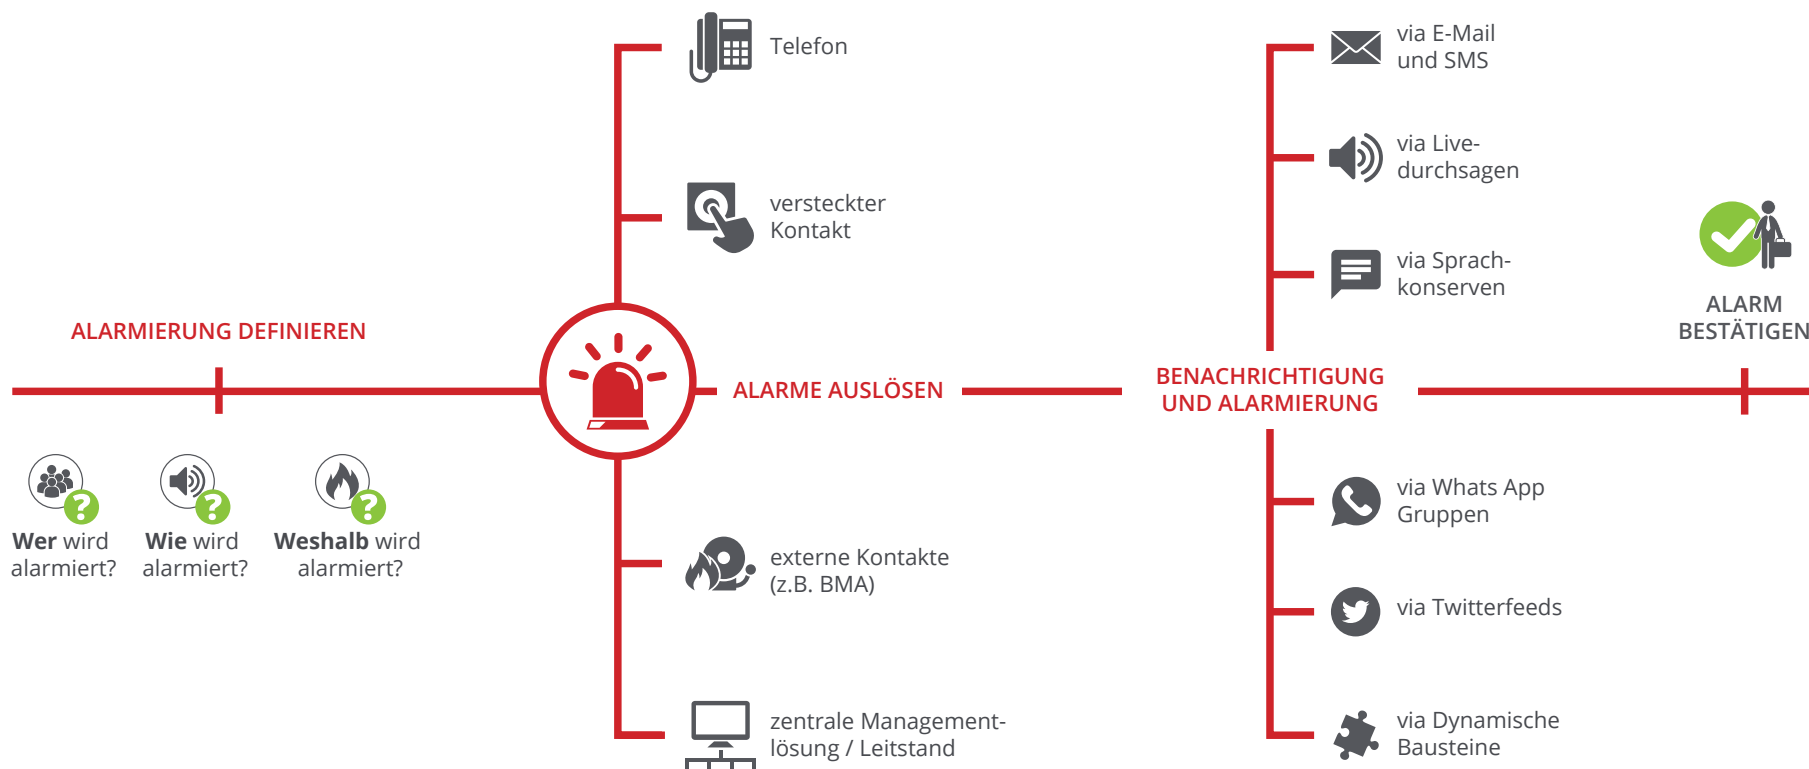 ALARMIERUNG DEFINIEREN
Wer wird
alarmiert?
Wie wird
alarmiert?
Weshalb wird
alarmiert?
Telefon
versteckter
Kontakt
ALARME AUSLÖSEN
externe Kontakte
(z.B. BMA)
zentrale Management-
lösung / Leitstand
via E-Mail
und SMS
via Live-
durchsagen
via Sprach-
konserven
BENACHRICHTIGUNG
UND ALARMIERUNG
via Whats App
Gruppen
via Twitterfeeds
via Dynamische
Bausteine
ALARM
BESTÄTIGEN